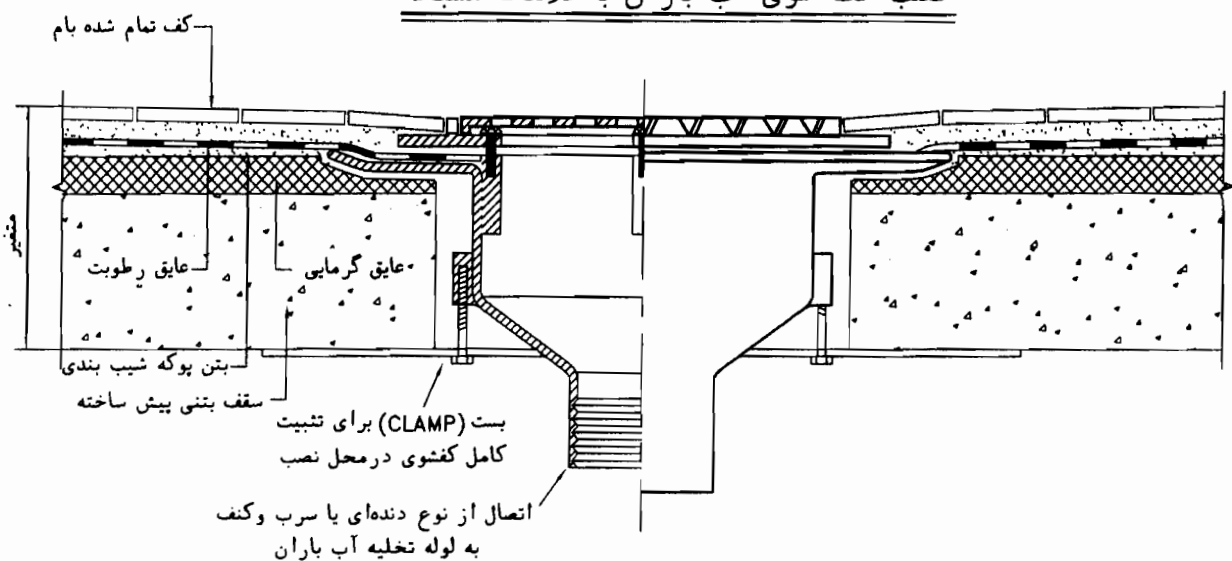 کف تمام شده بام
متغیر
عایق رطوبت
عایق گرمایی
بتن پوکه شیب بندی
سقف بتنی پیش ساخته
بست (CLAMP) برای تثبیت
کامل کفشوی درمحل نصب
اتصال از نوع دنده‌ای یا سرب وکنف
به لوله تخلیه آب باران